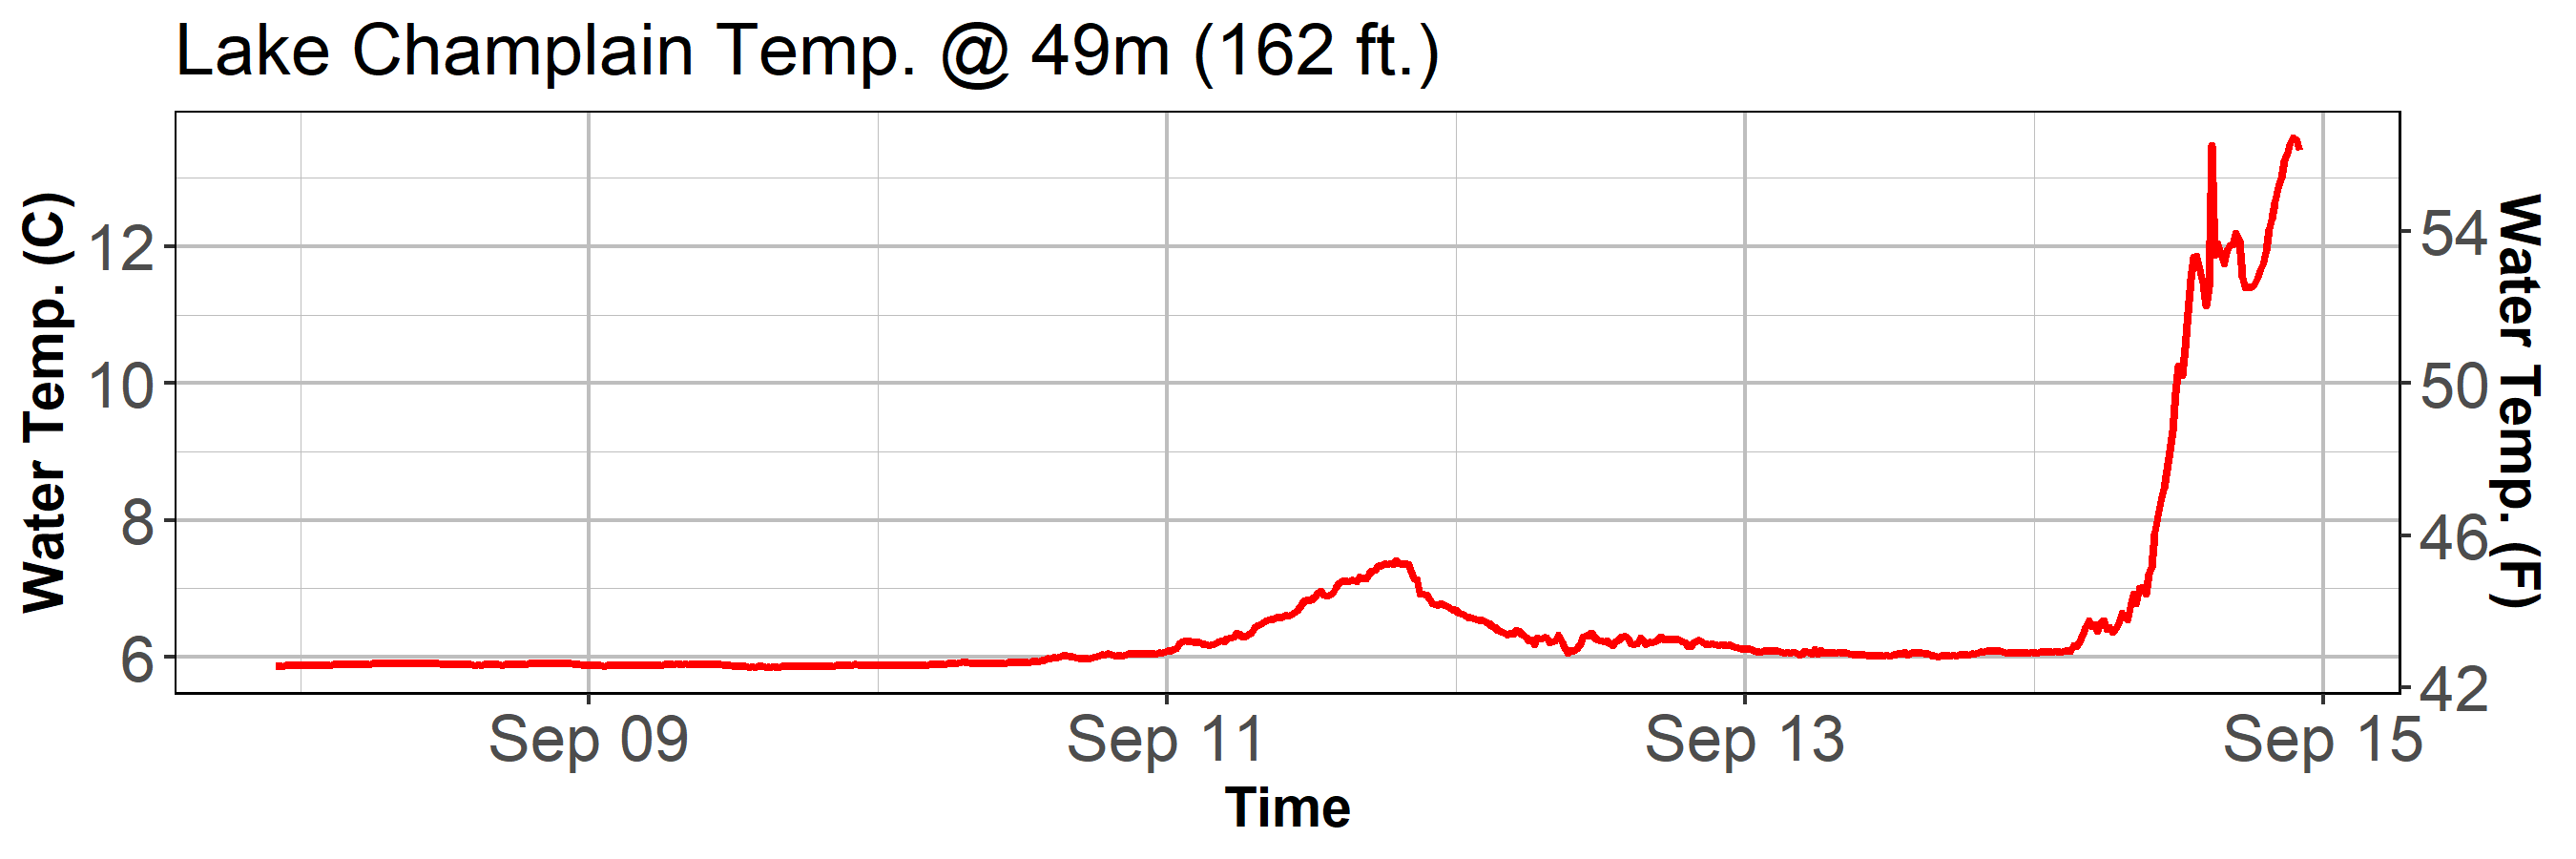 Lake Champlain Temp. @ 49m (162 ft.)
Water Temp. (C)
12
10
8
6
54
50
46
42
Water Temp. (F)
Sep 09 Sep 11 Sep 13 Sep 15
Time